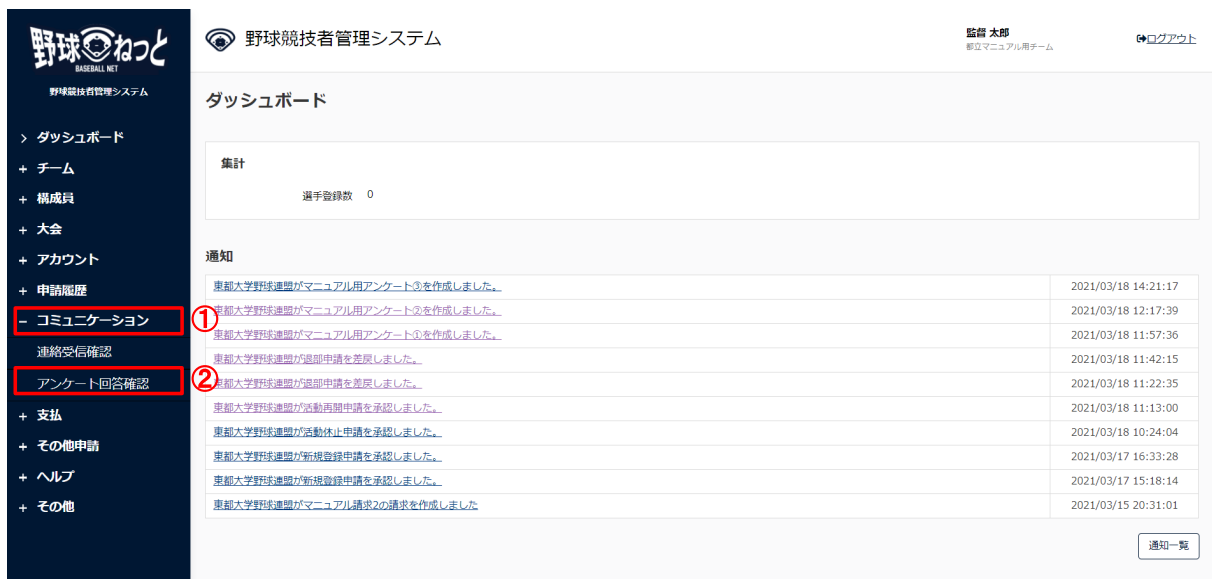 野球ねっと
BASEBALL NET
野球競技者管理システム
> ダッシュボード
+ チーム
+ 構成員
+ 大会
+ アカウント
+ 申請履歴
− コミュニケーション
連絡受信確認
アンケート回答確認
+ 支払
+ その他申請
+ ヘルプ
+ その他
①
②
野球競技者管理システム
監督 太郎
都立マニュアル用チーム
ログアウト
ダッシュボード
集計
選手登録数 0
通知
東都大学野球連盟がマニュアル用アンケート③を作成しました。 2021/03/18 14:21:17
東都大学野球連盟がマニュアル用アンケート②を作成しました。 2021/03/18 12:17:39
東都大学野球連盟がマニュアル用アンケート①を作成しました。 2021/03/18 11:57:36
東都大学野球連盟が退部申請を差戻しました。 2021/03/18 11:42:15
東都大学野球連盟が退部申請を差戻しました。 2021/03/18 11:22:35
東都大学野球連盟が活動再開申請を承認しました。 2021/03/18 11:13:00
東都大学野球連盟が活動休止申請を承認しました。 2021/03/18 10:24:04
東都大学野球連盟が新規登録申請を承認しました。 2021/03/17 16:33:28
東都大学野球連盟が新規登録申請を承認しました。 2021/03/17 15:18:14
東都大学野球連盟がマニュアル請求2の請求を作成しました 2021/03/15 20:31:01
通知一覧